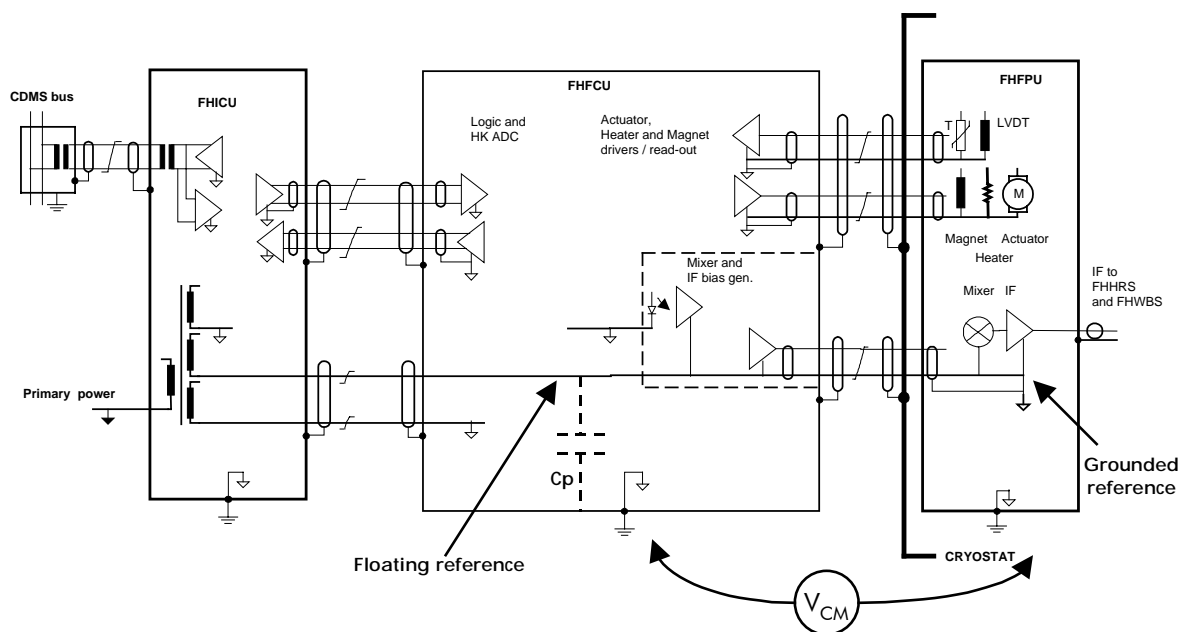 CDMS bus
FHICU
FHFCU
FHFPU
Logic and
HK ADC
Actuator,
Heater and Magnet
drivers / read-out
T
LVDT
M
Magnet Actuator
Heater
Mixer and
IF bias gen.
Mixer IF
IF to
FHHRS
and FHWBS
Primary power
Cp
Grounded
reference
Floating reference
CRYOSTAT
VCM